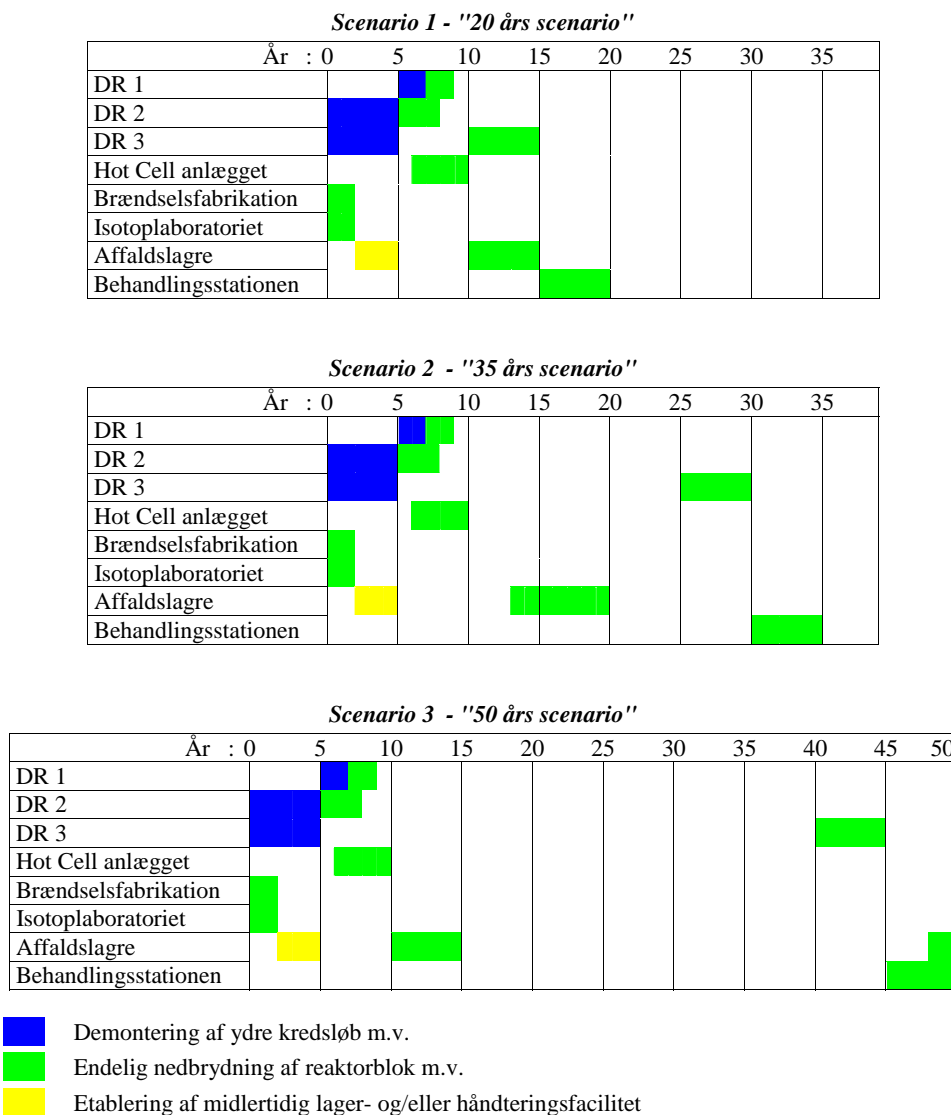 Scenario 1 - "20 års scenario"
År : 0 5 10 15 20 25 30 35
DR 1
DR 2
DR 3
Hot Cell anlægget
Brændselsfabrikation
Isotoplaboratoriet
Affaldslagre
Behandlingsstationen
Scenario 2 - "35 års scenario"
År : 0 5 10 15 20 25 30 35
DR 1
DR 2
DR 3
Hot Cell anlægget
Brændselsfabrikation
Isotoplaboratoriet
Affaldslagre
Behandlingsstationen
Scenario 3 - "50 års scenario"
År : 0 5 10 15 20 25 30 35 40 45 50
DR 1
DR 2
DR 3
Hot Cell anlægget
Brændselsfabrikation
Isotoplaboratoriet
Affaldslagre
Behandlingsstationen
Demontering af ydre kredsløb m.v.
Endelig nedbrydning af reaktorblok m.v.
Etablering af midlertidig lager- og/eller håndteringsfacilitet